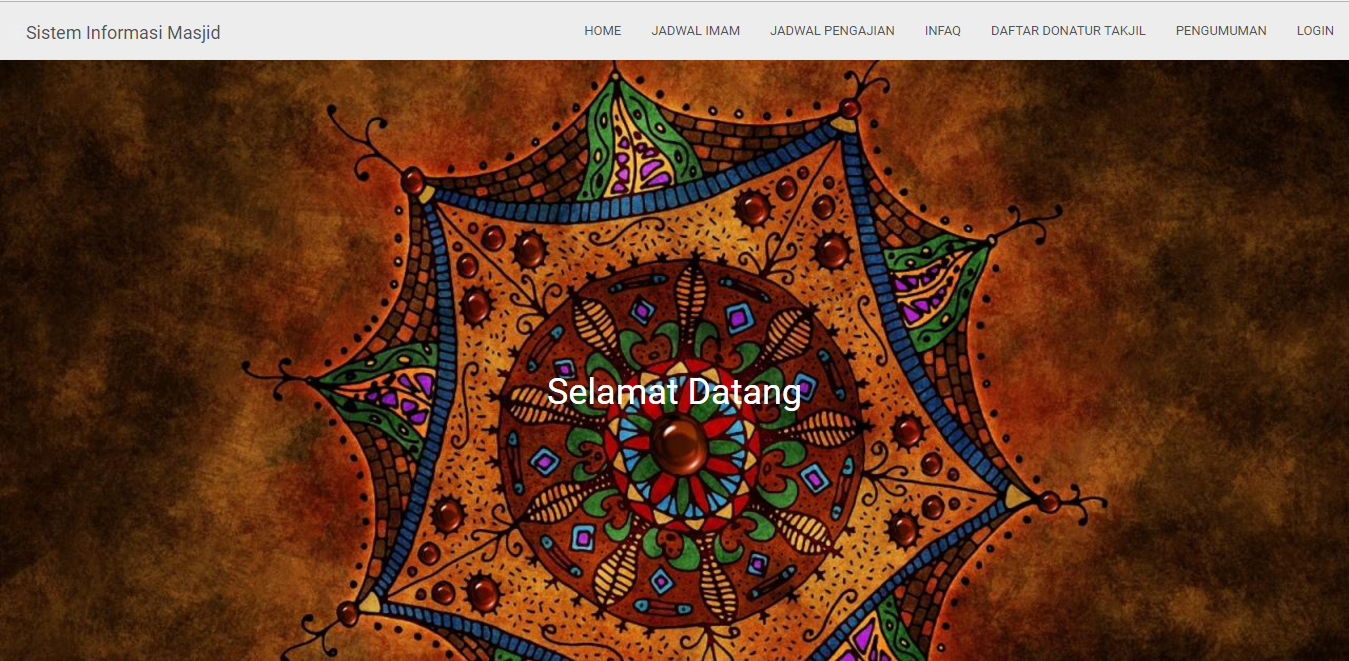 Sistem Informasi Masjid
HOME JADWAL IMAM JADWAL PENGAJIAN INFAQ DAFTAR DONATUR TAKJIL PENGUMUMAN LOGIN
Selamat Datang